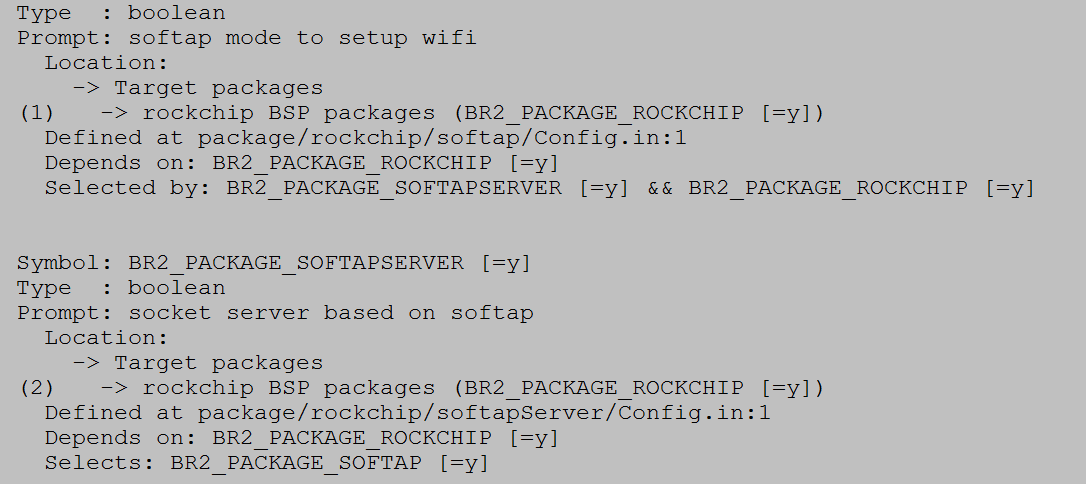 Type  : boolean
Prompt: softap mode to setup wifi
  Location:
    -> Target packages
(1)   -> rockchip BSP packages (BR2_PACKAGE_ROCKCHIP [=y])
  Defined at package/rockchip/softap/Config.in:1
  Depends on: BR2_PACKAGE_ROCKCHIP [=y]
  Selected by: BR2_PACKAGE_SOFTAPSERVER [=y] && BR2_PACKAGE_ROCKCHIP [=y]
Symbol: BR2_PACKAGE_SOFTAPSERVER [=y]
Type  : boolean
Prompt: socket server based on softap
  Location:
    -> Target packages
(2)   -> rockchip BSP packages (BR2_PACKAGE_ROCKCHIP [=y])
  Defined at package/rockchip/softapServer/Config.in:1
  Depends on: BR2_PACKAGE_ROCKCHIP [=y]
  Selects: BR2_PACKAGE_SOFTAP [=y]